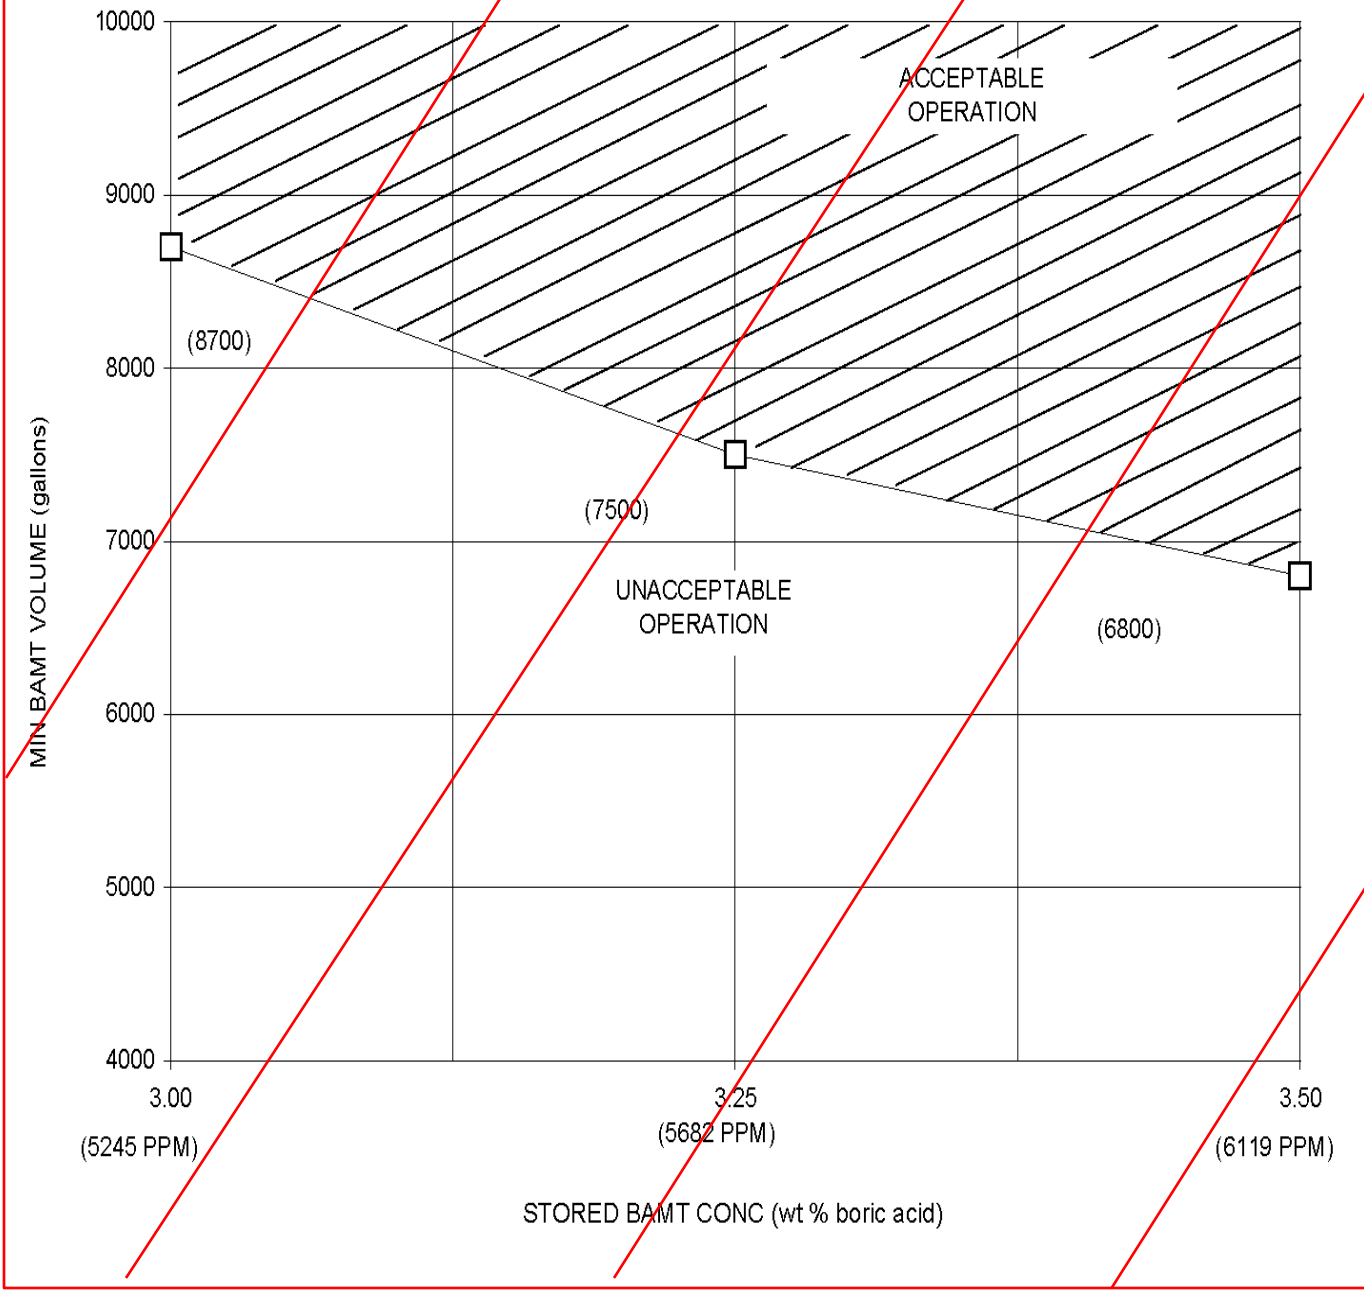 10000
ACCEPTABLE
OPERATION
9000
(8700)
8000
MIN BAMT VOLUME (gallons)
(7500)
7000
UNACCEPTABLE
OPERATION
(6800)
6000
5000
4000
3.00
3.25
3.50
(5245 PPM)
(5682 PPM)
(6119 PPM)
STORED BAMT CONC (wt % boric acid)